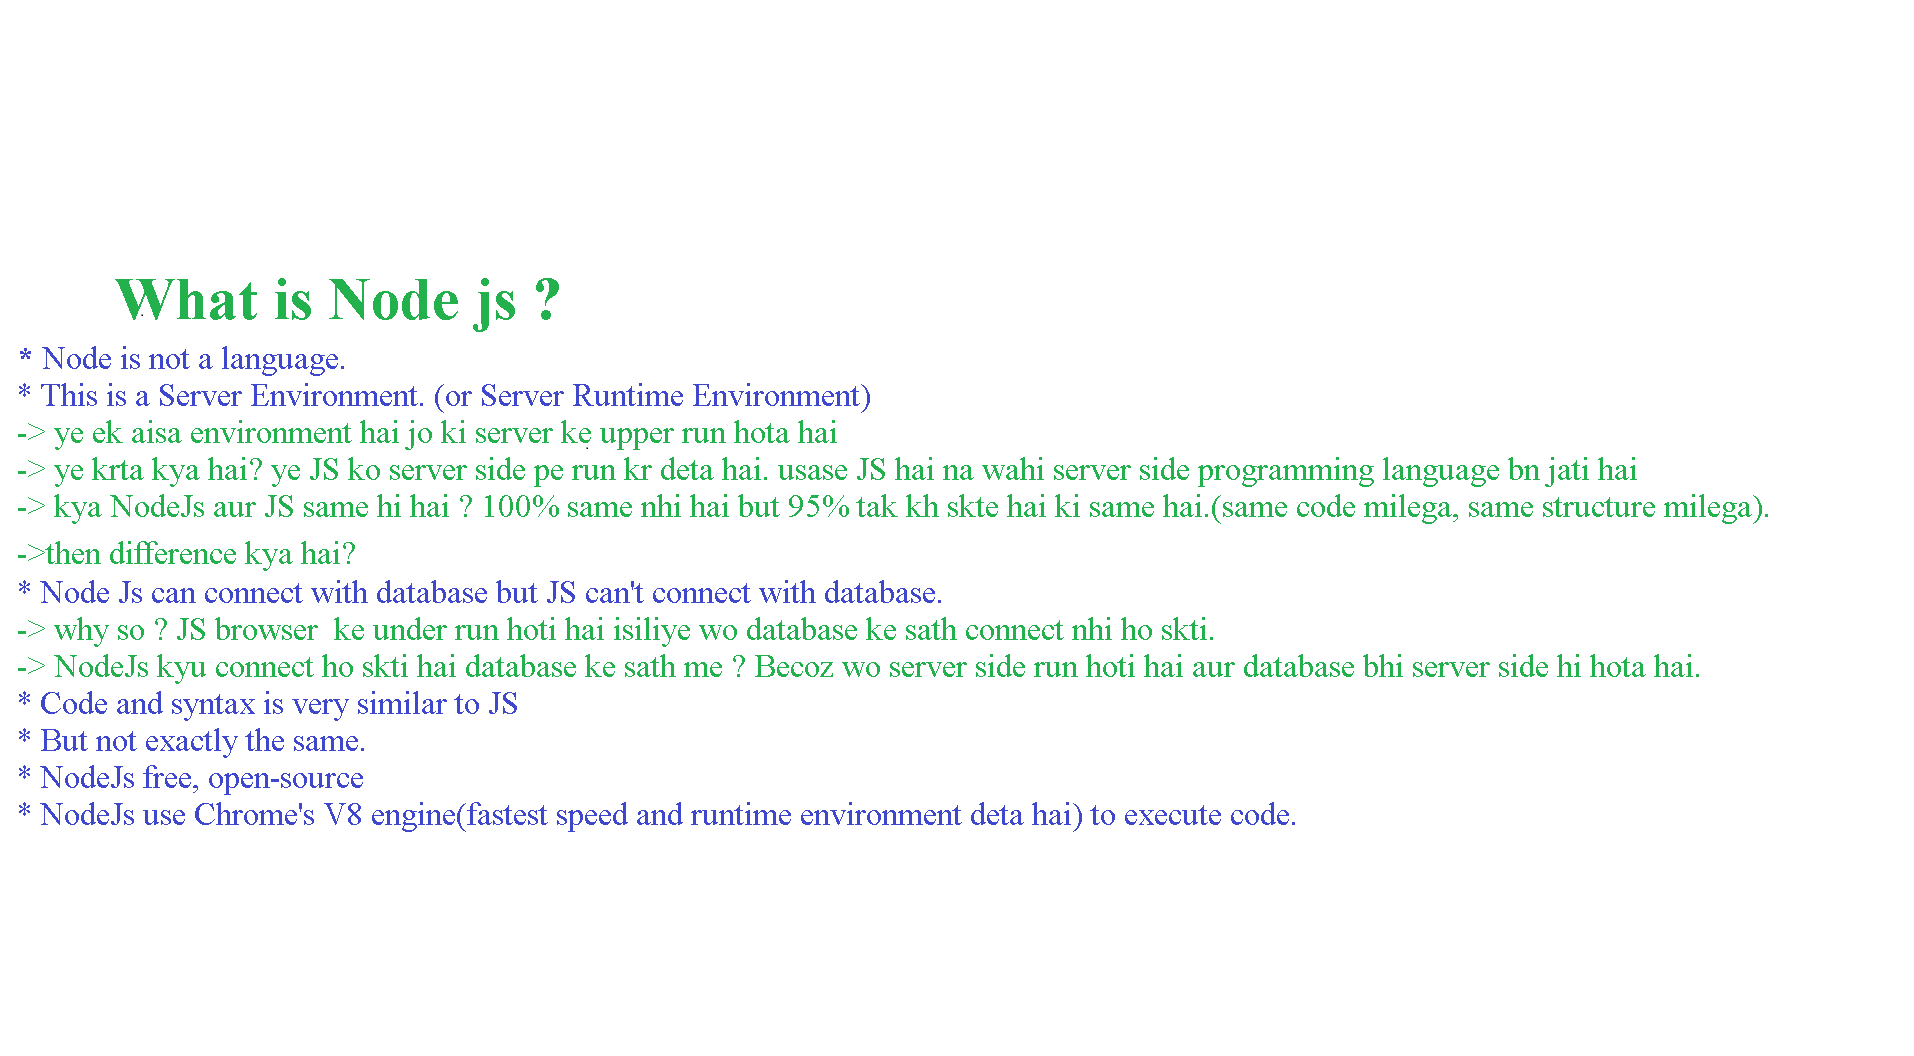 What is Node js ?
* Node is not a language.
* This is a Server Environment. (or Server Runtime Environment)
-> ye ek aisa environment hai jo ki server ke upper run hota hai
-> ye krta kya hai? ye JS ko server side pe run kr deta hai. usase JS hai na wahi server side programming language bn jati hai
-> kya NodeJs aur JS same hi hai ? 100% same nhi hai but 95% tak kh skte hai ki same hai.(same code milega, same structure milega).
->then difference kya hai?
* Node Js can connect with database but JS can't connect with database.
-> why so ? JS browser  ke under run hoti hai isiliye wo database ke sath connect nhi ho skti.
-> NodeJs kyu connect ho skti hai database ke sath me ? Becoz wo server side run hoti hai aur database bhi server side hi hota hai.
* Code and syntax is very similar to JS
* But not exactly the same.
* NodeJs free, open-source
* NodeJs use Chrome's V8 engine(fastest speed and runtime environment deta hai) to execute code.